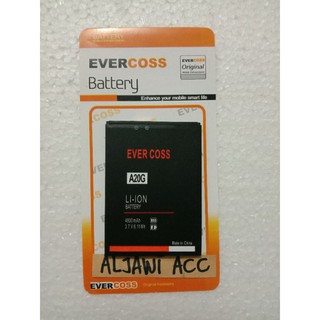 EVERCOSS
Battery
EVERCOSS
Original
Enhance your mobile smart life
EVER COSS
A20G
LI-ION
BATTERY
Made in China
ALJAWI ACC
EVERCOSS